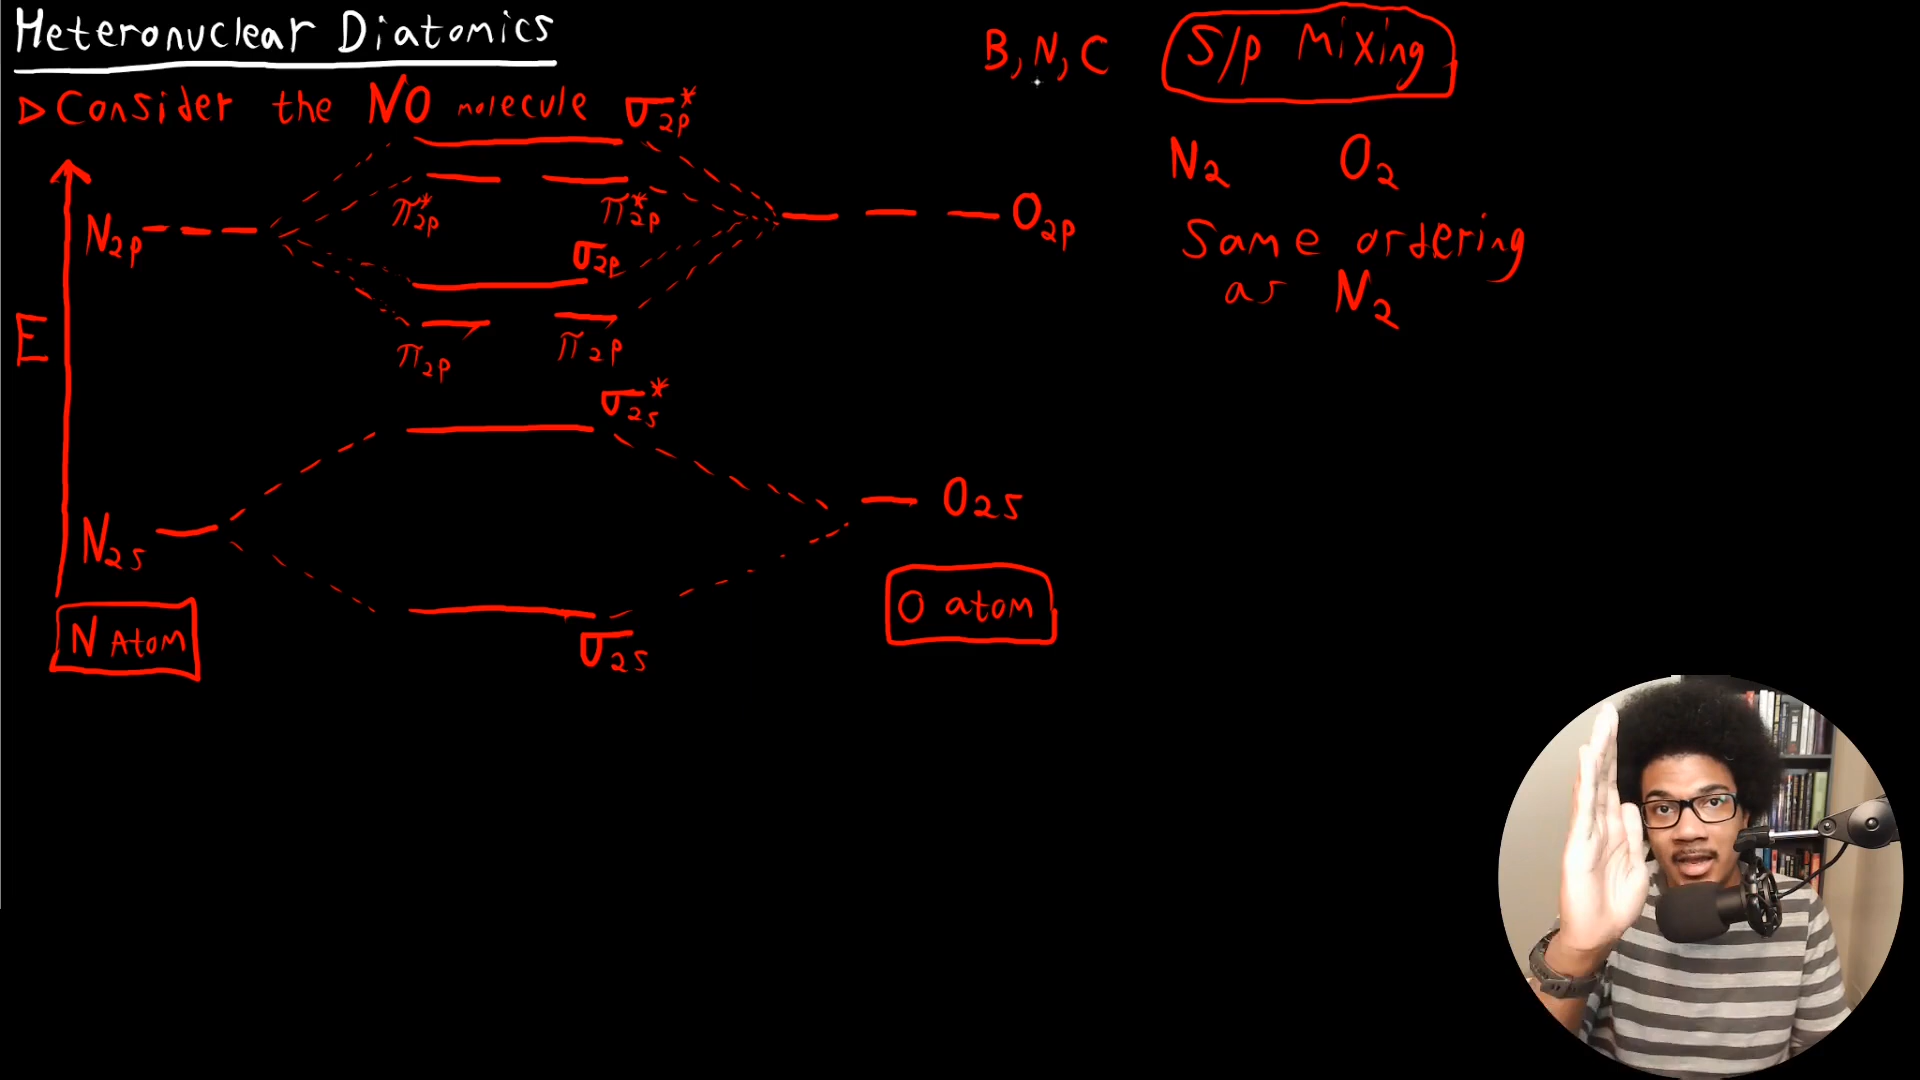 Heteronuclear Diatomics
B, N, C S/p Mixing
▷ Consider the NO molecule
σ*2p
N2 O2
π*2p π*2p
N2p
O2p
σ2p
Same ordering
as N2
E
π2p π2p
σ*2s
O2s
N2s
N Atom
O atom
σ2s